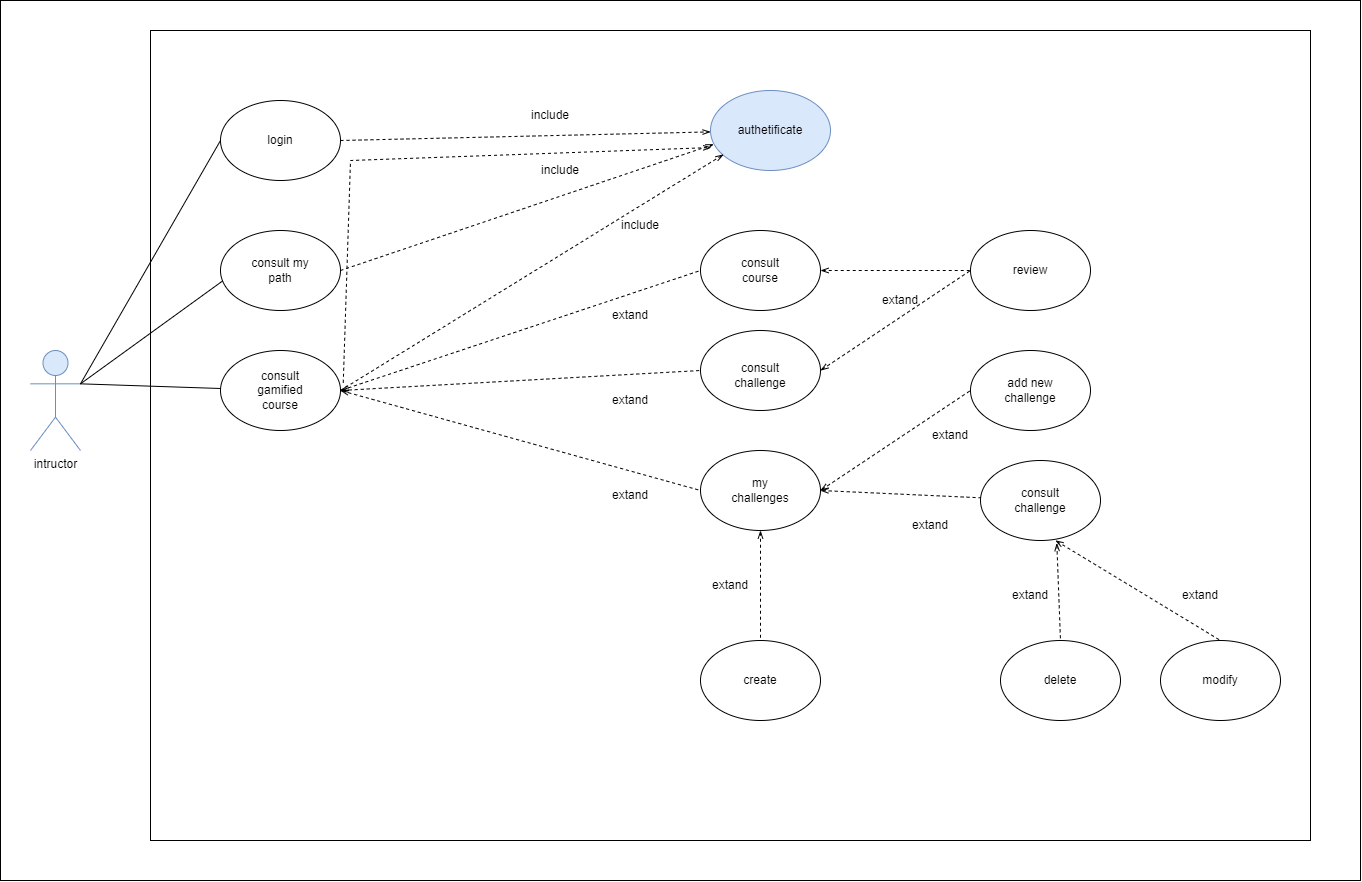 include
login
authetificate
include
include
consult my
path
consult
course
review
extand
extand
consult
gamified
course
consult
challenge
add new
challenge
extand
extand
intructor
my
challenges
consult
challenge
extand
extand
extand
extand
extand
create
delete
modify